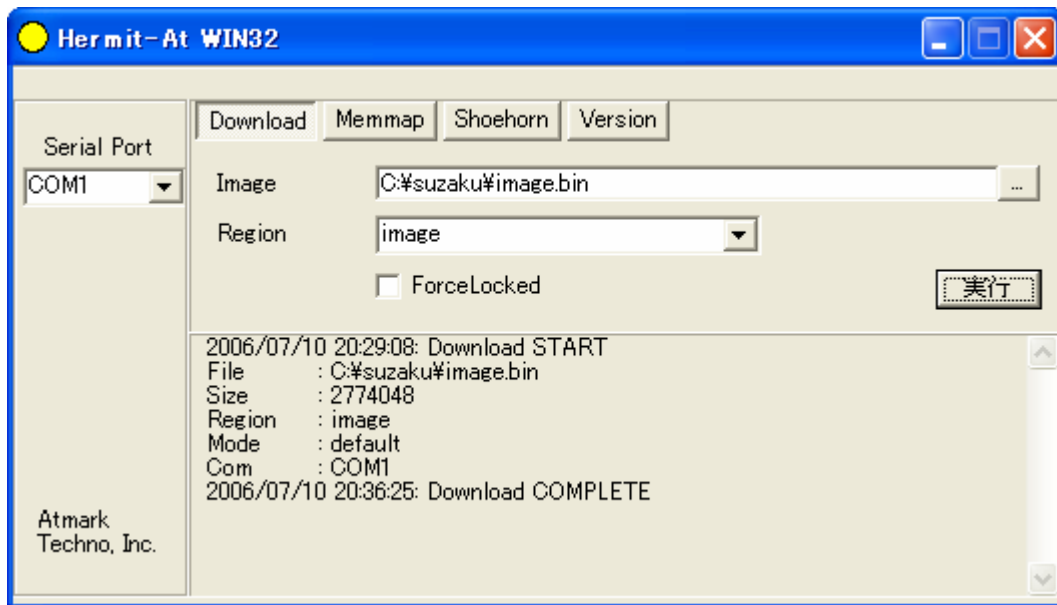 Hermit-At WIN32
Serial Port
COM1
Atmark
Techno, Inc.
Download Memmap Shoehorn Version
Image C:¥suzaku¥image.bin ...
Region image
ForceLocked
実行
2006/07/10 20:29:08: Download START
File : C:¥suzaku¥image.bin
Size : 2774048
Region : image
Mode : default
Com : COM1
2006/07/10 20:36:25: Download COMPLETE